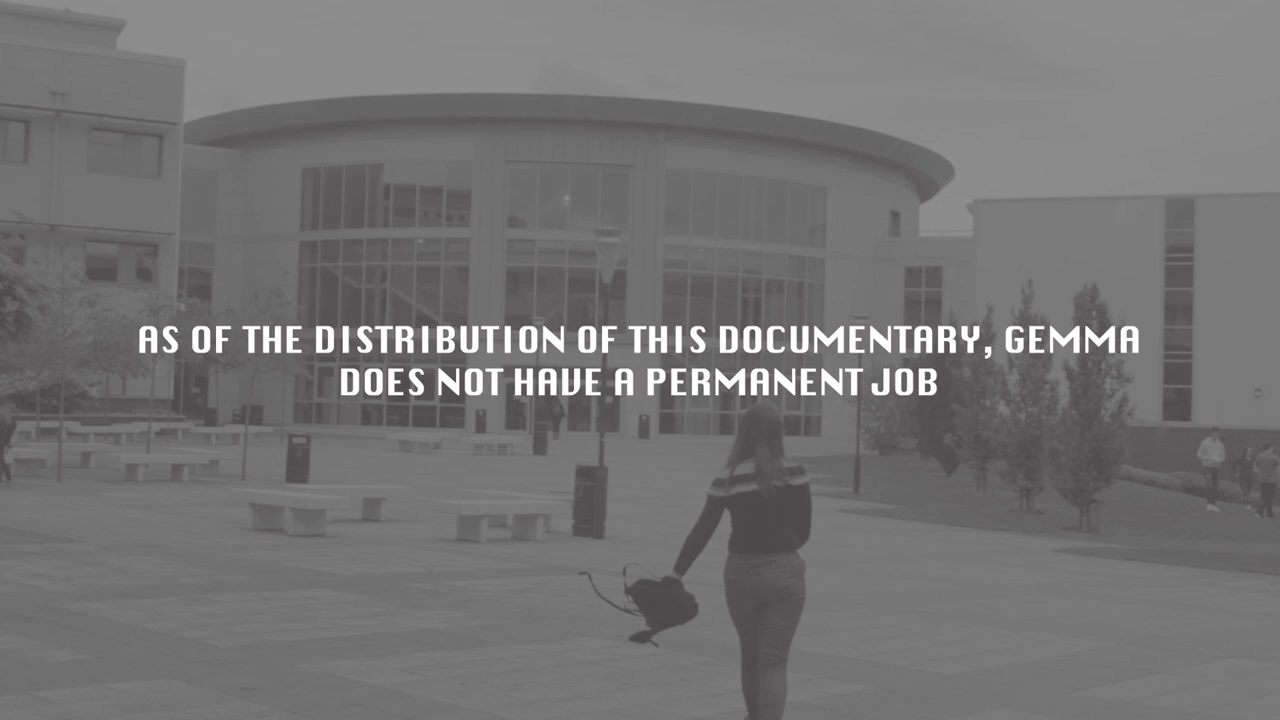 AS OF THE DISTRIBUTION OF THIS DOCUMENTARY, GEMMA
DOES NOT HAVE A PERMANENT JOB